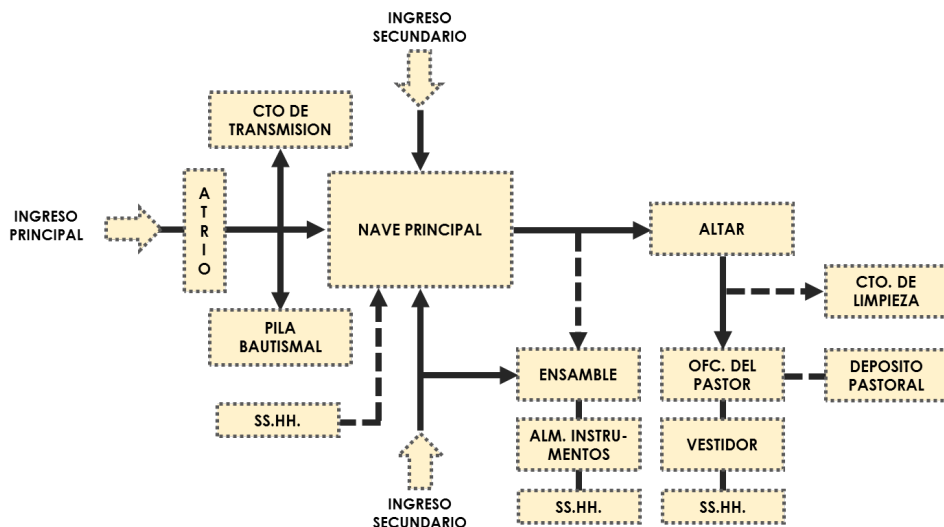 INGRESO
SECUNDARIO
CTO DE
TRANSMISION
ATRIO
INGRESO
PRINCIPAL
NAVE PRINCIPAL
ALTAR
CTO. DE
LIMPIEZA
PILA
BAUTISMAL
ENSAMBLE
OFC. DEL
PASTOR
DEPOSITO
PASTORAL
SS.HH.
ALM. INSTRU-
MENTOS
VESTIDOR
INGRESO
SECUNDARIO
SS.HH.
SS.HH.